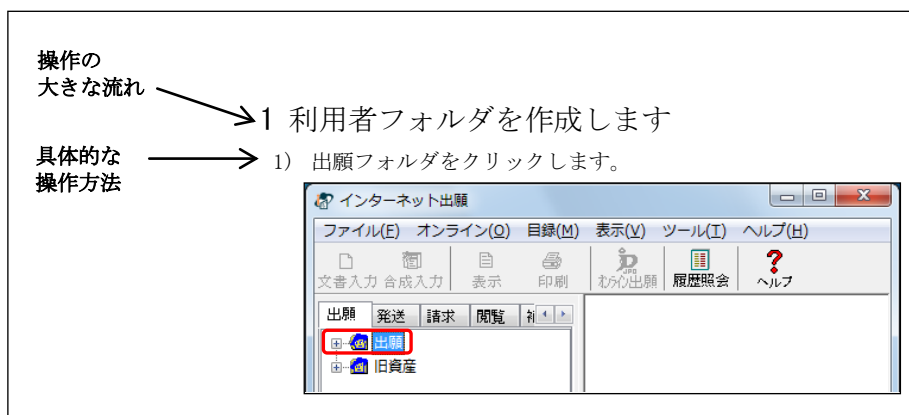 操作の
大きな流れ
1 利用者フォルダを作成します
具体的な
操作方法
1) 出願フォルダをクリックします。
インターネット出願
ファイル(F) オンライン(O) 目録(M) 表示(V) ツール(T) ヘルプ(H)
文書入力 合成入力 表示 印刷 むらい出願 履歴照会 ヘルプ
出願 発送 請求 閲覧
出願
旧資産